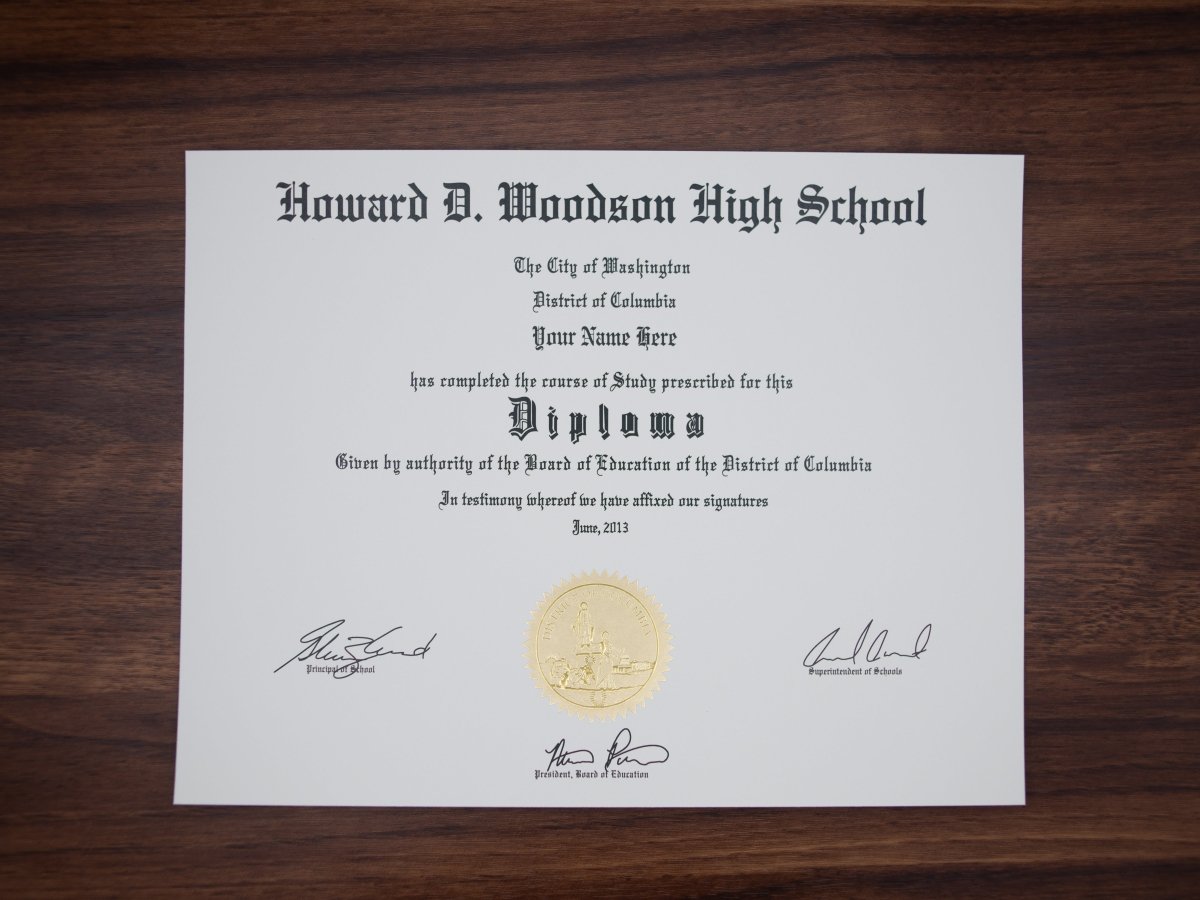 Howard D. Woodson High School
The City of Washington
District of Columbia
Your Name Here
has completed the course of Study prescribed for this
Diploma
Given by authority of the Board of Education of the District of Columbia
In testimony whereof we have affixed our signatures
June, 2013
DISTRICT OF COLUMBIA
Principal of School
Superintendent of Schools
President, Board of Education